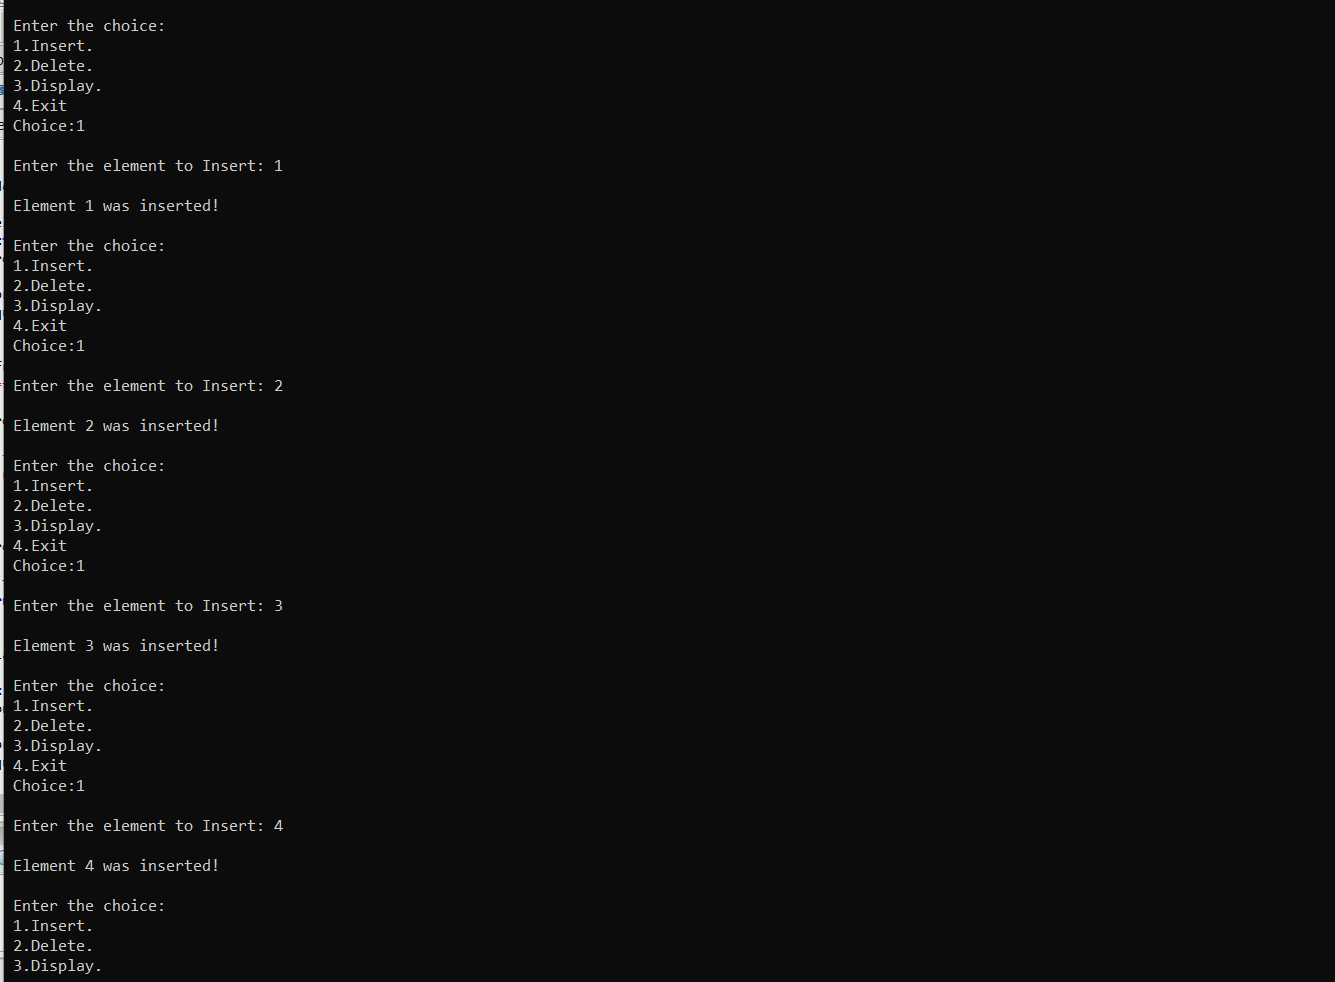 Enter the choice:
1.Insert.
2.Delete.
3.Display.
4.Exit
Choice:1
Enter the element to Insert: 1
Element 1 was inserted!
Enter the choice:
1.Insert.
2.Delete.
3.Display.
4.Exit
Choice:1
Enter the element to Insert: 2
Element 2 was inserted!
Enter the choice:
1.Insert.
2.Delete.
3.Display.
4.Exit
Choice:1
Enter the element to Insert: 3
Element 3 was inserted!
Enter the choice:
1.Insert.
2.Delete.
3.Display.
4.Exit
Choice:1
Enter the element to Insert: 4
Element 4 was inserted!
Enter the choice:
1.Insert.
2.Delete.
3.Display.